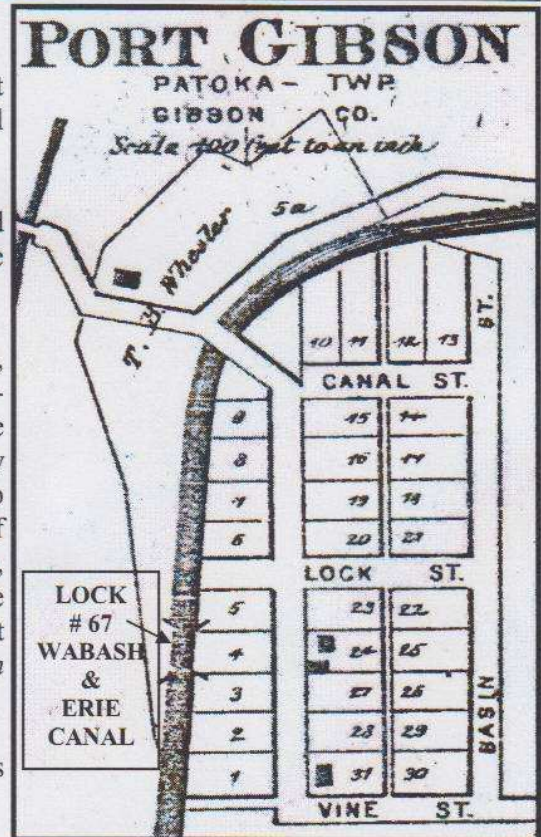 PORT GIBSON
PATOKA - TWP.
GIBSON CO.
Scale 400 feet to an inch
T. B. Wheeler
10 11 12 13
ST.
CANAL ST.
9 15 14
8 16 17
7 19 18
6 20 21
LOCK ST.
5 23 22
4 24 25
3 27 26
2 28 29
1 31 30
BASIN
VINE ST.
LOCK
# 67
WABASH
&
ERIE
CANAL